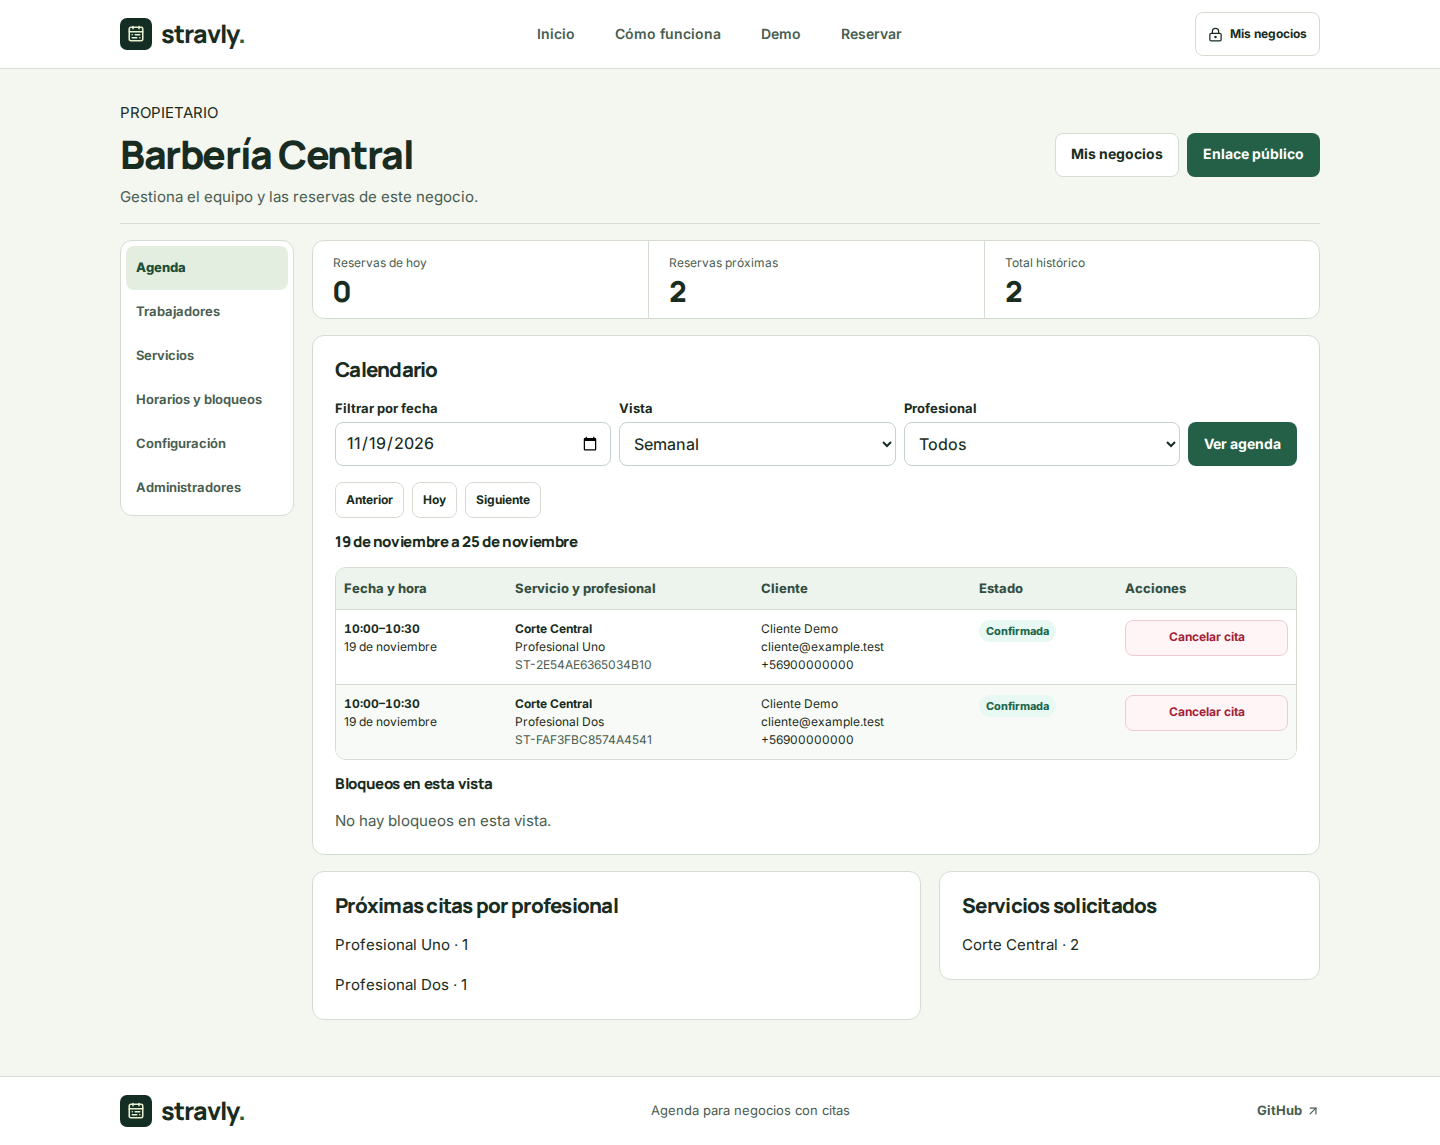 stravly.
Inicio
Cómo funciona
Demo
Reservar
Mis negocios
PROPIETARIO
Barbería Central
Gestiona el equipo y las reservas de este negocio.
Mis negocios
Enlace público
Agenda
Trabajadores
Servicios
Horarios y bloqueos
Configuración
Administradores
Reservas de hoy
0
Reservas próximas
2
Total histórico
2
Calendario
Filtrar por fecha
11/19/2026
Vista
Semanal
Profesional
Todos
Ver agenda
Anterior
Hoy
Siguiente
19 de noviembre a 25 de noviembre
Fecha y hora
Servicio y profesional
Cliente
Estado
Acciones
10:00–10:30
19 de noviembre
Corte Central
Profesional Uno
ST-2E54AE6365034B10
Cliente Demo
cliente@example.test
+56900000000
Confirmada
Cancelar cita
10:00–10:30
19 de noviembre
Corte Central
Profesional Dos
ST-FAF3FBC8574A4541
Cliente Demo
cliente@example.test
+56900000000
Confirmada
Cancelar cita
Bloqueos en esta vista
No hay bloqueos en esta vista.
Próximas citas por profesional
Profesional Uno · 1
Profesional Dos · 1
Servicios solicitados
Corte Central · 2
stravly.
Agenda para negocios con citas
GitHub